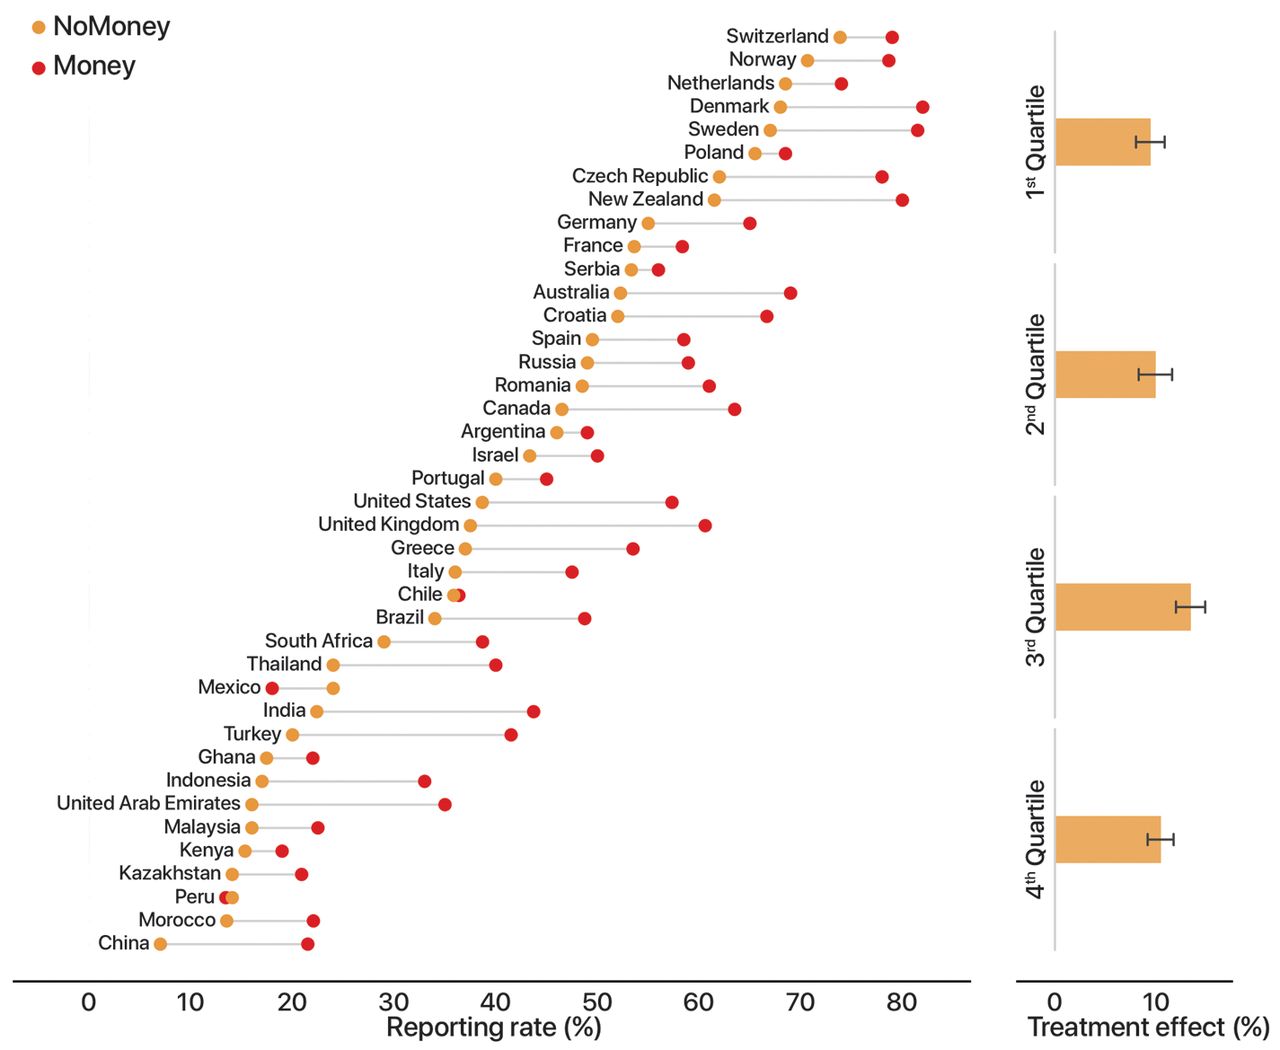 NoMoney
Money
Switzerland
Norway
Netherlands
Denmark
Sweden
Poland
Czech Republic
New Zealand
Germany
France
Serbia
Australia
Croatia
Spain
Russia
Romania
Canada
Argentina
Israel
Portugal
United States
United Kingdom
Greece
Italy
Chile
Brazil
South Africa
Thailand
Mexico
India
Turkey
Ghana
Indonesia
United Arab Emirates
Malaysia
Kenya
Kazakhstan
Peru
Morocco
China
0 10 20 30 40 50 60 70 80
Reporting rate (%)
1st Quartile
2nd Quartile
3rd Quartile
4th Quartile
0 10
Treatment effect (%)